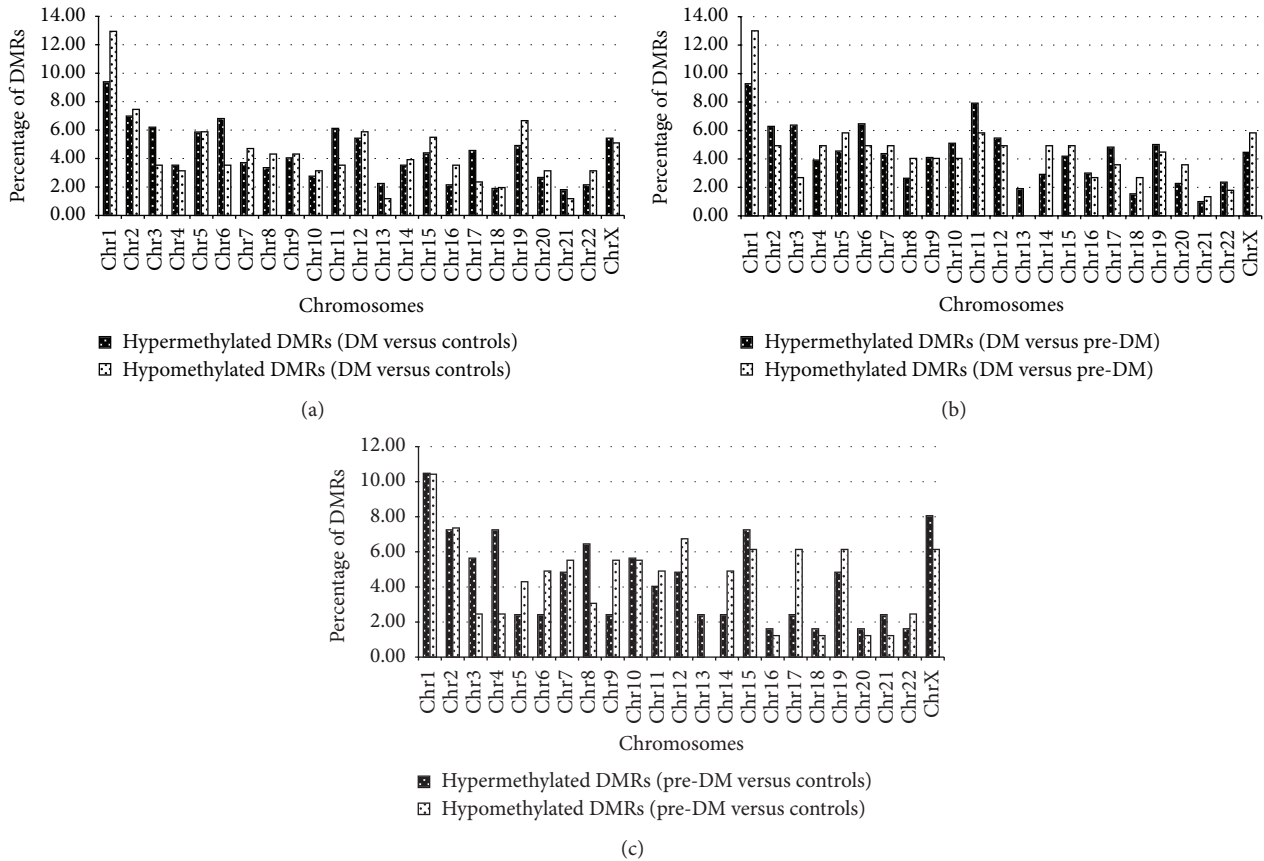 Percentage of DMRs
14.00
12.00
10.00
8.00
6.00
4.00
2.00
0.00
Chr1 Chr2 Chr3 Chr4 Chr5 Chr6 Chr7 Chr8 Chr9 Chr10 Chr11 Chr12 Chr13 Chr14 Chr15 Chr16 Chr17 Chr18 Chr19 Chr20 Chr21 Chr22 ChrX
Chromosomes
Hypermethylated DMRs (DM versus controls)
Hypomethylated DMRs (DM versus controls)
(a)
Percentage of DMRs
14.00
12.00
10.00
8.00
6.00
4.00
2.00
0.00
Chr1 Chr2 Chr3 Chr4 Chr5 Chr6 Chr7 Chr8 Chr9 Chr10 Chr11 Chr12 Chr13 Chr14 Chr15 Chr16 Chr17 Chr18 Chr19 Chr20 Chr21 Chr22 ChrX
Chromosomes
Hypermethylated DMRs (DM versus pre-DM)
Hypomethylated DMRs (DM versus pre-DM)
(b)
Percentage of DMRs
12.00
10.00
8.00
6.00
4.00
2.00
0.00
Chr1 Chr2 Chr3 Chr4 Chr5 Chr6 Chr7 Chr8 Chr9 Chr10 Chr11 Chr12 Chr13 Chr14 Chr15 Chr16 Chr17 Chr18 Chr19 Chr20 Chr21 Chr22 ChrX
Chromosomes
Hypermethylated DMRs (pre-DM versus controls)
Hypomethylated DMRs (pre-DM versus controls)
(c)